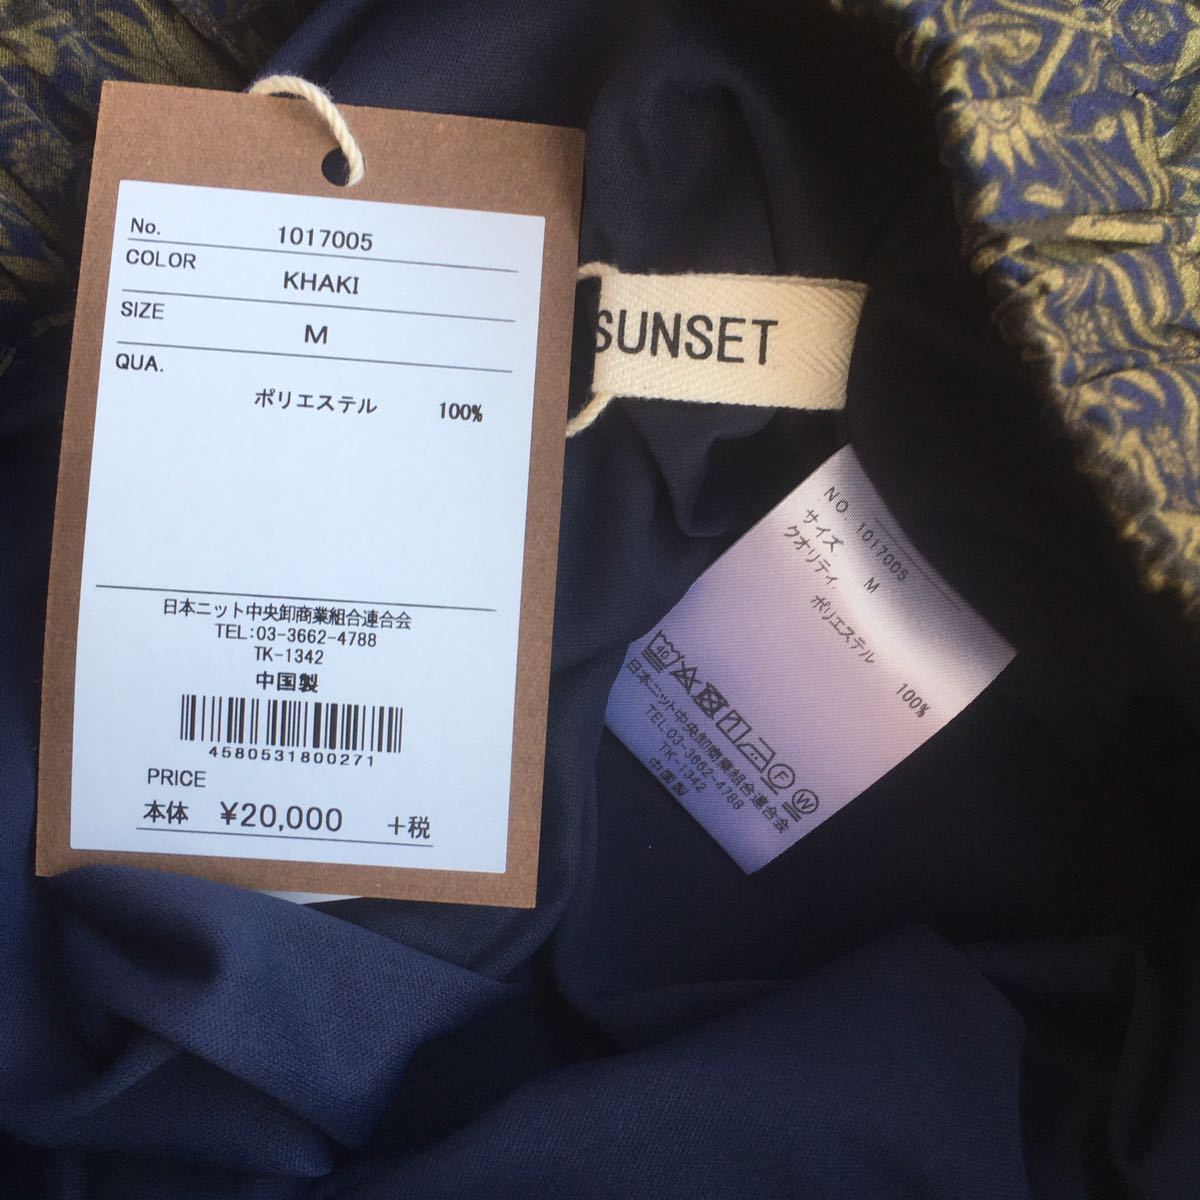 No. 1017005
COLOR KHAKI
SIZE M
QUA.
ポリエステル 100%
日本ニット中央卸商業組合連合会
TEL:03-3662-4788
TK-1342
中国製
4580531800271
PRICE
本体 ¥20,000 +税
SUNSET
NO. 1017005
サイズ M
クオリティ
ポリエステル 100%
40 F W
日本ニット中央卸商業組合連合会
TEL:03-3662-4788
TK-1342
中国製